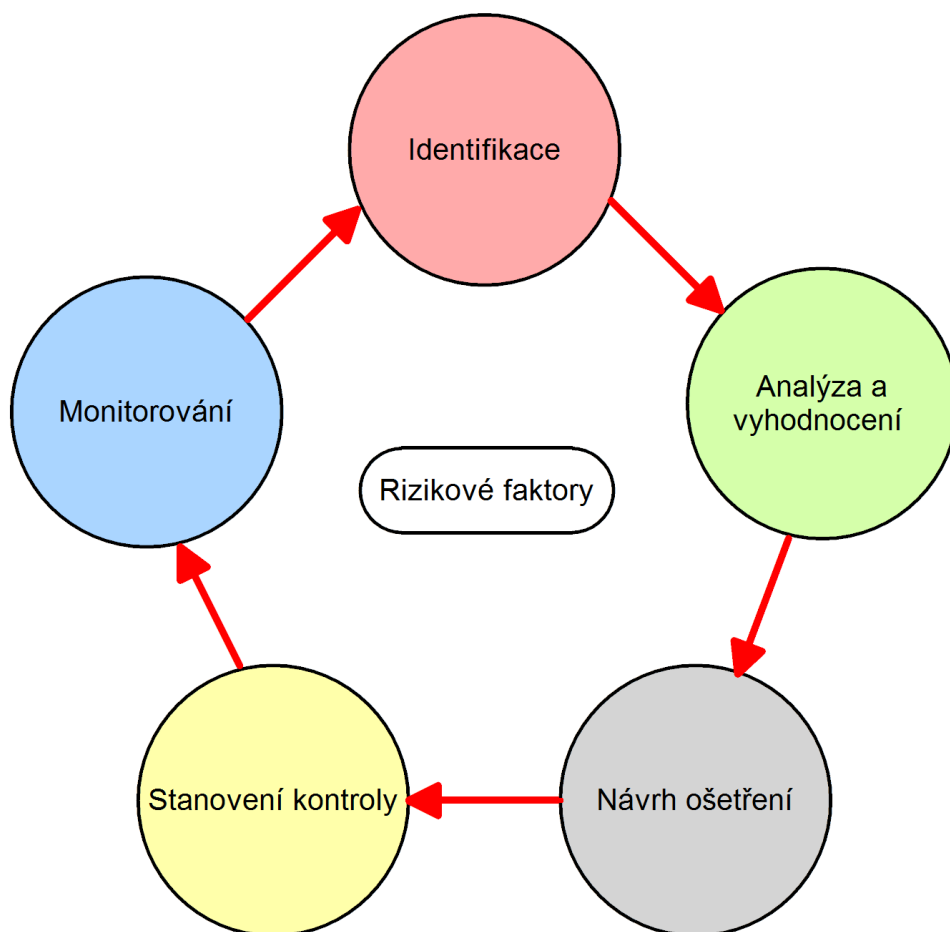 Identifikace
Analýza a
vyhodnocení
Monitorování
Rizikové faktory
Stanovení kontroly
Návrh ošetření